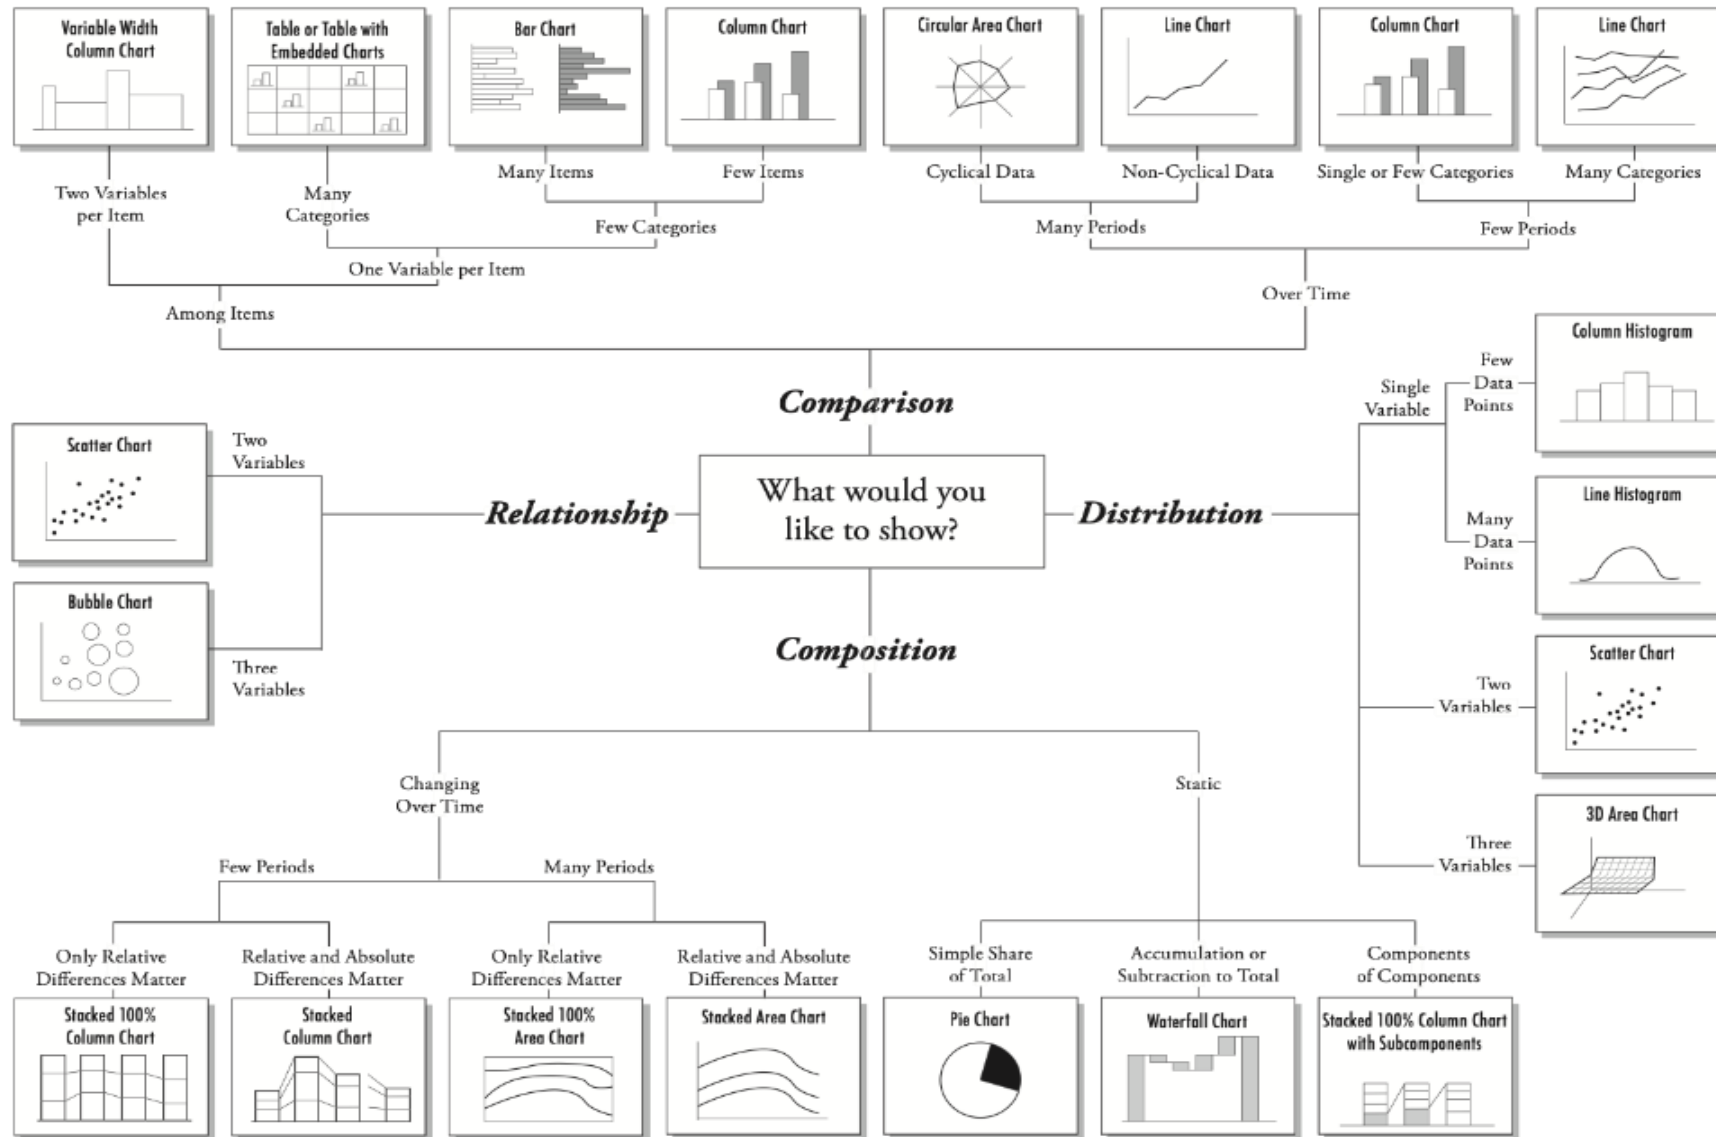 Variable Width
Column Chart
Table or Table with
Embedded Charts
Bar Chart
Column Chart
Circular Area Chart
Line Chart
Column Chart
Line Chart
Two Variables
per Item
Many
Categories
Many Items
Few Items
Cyclical Data
Non-Cyclical Data
Single or Few Categories
Many Categories
Few Categories
Many Periods
Few Periods
One Variable per Item
Over Time
Among Items
Comparison
What would you
like to show?
Relationship
Two
Variables
Scatter Chart
Three
Variables
Bubble Chart
Distribution
Single
Variable
Few
Data
Points
Column Histogram
Many
Data
Points
Line Histogram
Two
Variables
Scatter Chart
Three
Variables
3D Area Chart
Composition
Changing
Over Time
Static
Few Periods
Many Periods
Only Relative
Differences Matter
Relative and Absolute
Differences Matter
Only Relative
Differences Matter
Relative and Absolute
Differences Matter
Simple Share
of Total
Accumulation or
Subtraction to Total
Components
of Components
Stacked 100%
Column Chart
Stacked
Column Chart
Stacked 100%
Area Chart
Stacked Area Chart
Pie Chart
Waterfall Chart
Stacked 100% Column Chart
with Subcomponents